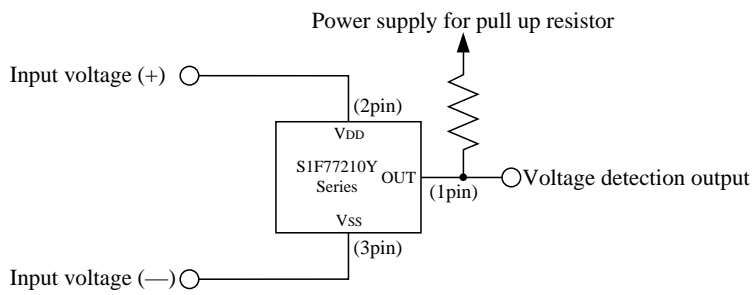 Power supply for pull up resistor
Input voltage (+)
(2pin)
VDD
S1F77210Y
Series
OUT
(1pin)
Voltage detection output
VSS
(3pin)
Input voltage (—)